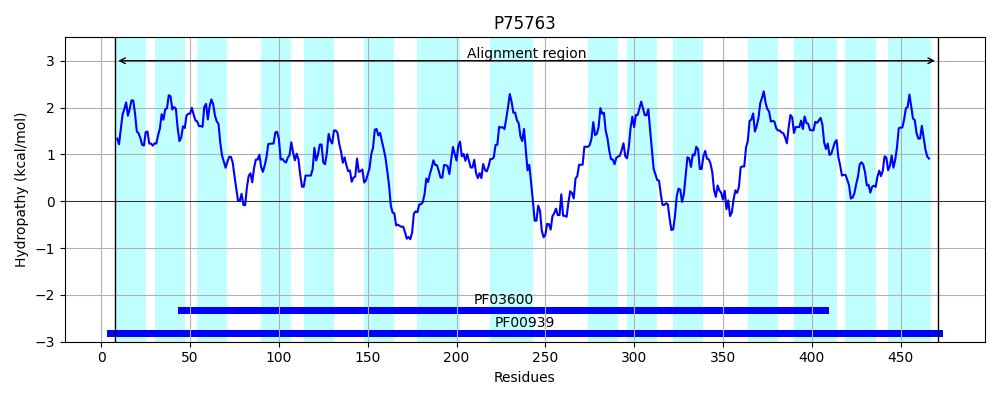 P75763
Alignment region
3
2
1
0
−1
−2
−3
Hydropathy (kcal/mol)
PF03600
PF00939
0 50 100 150 200 250 300 350 400 450
Residues